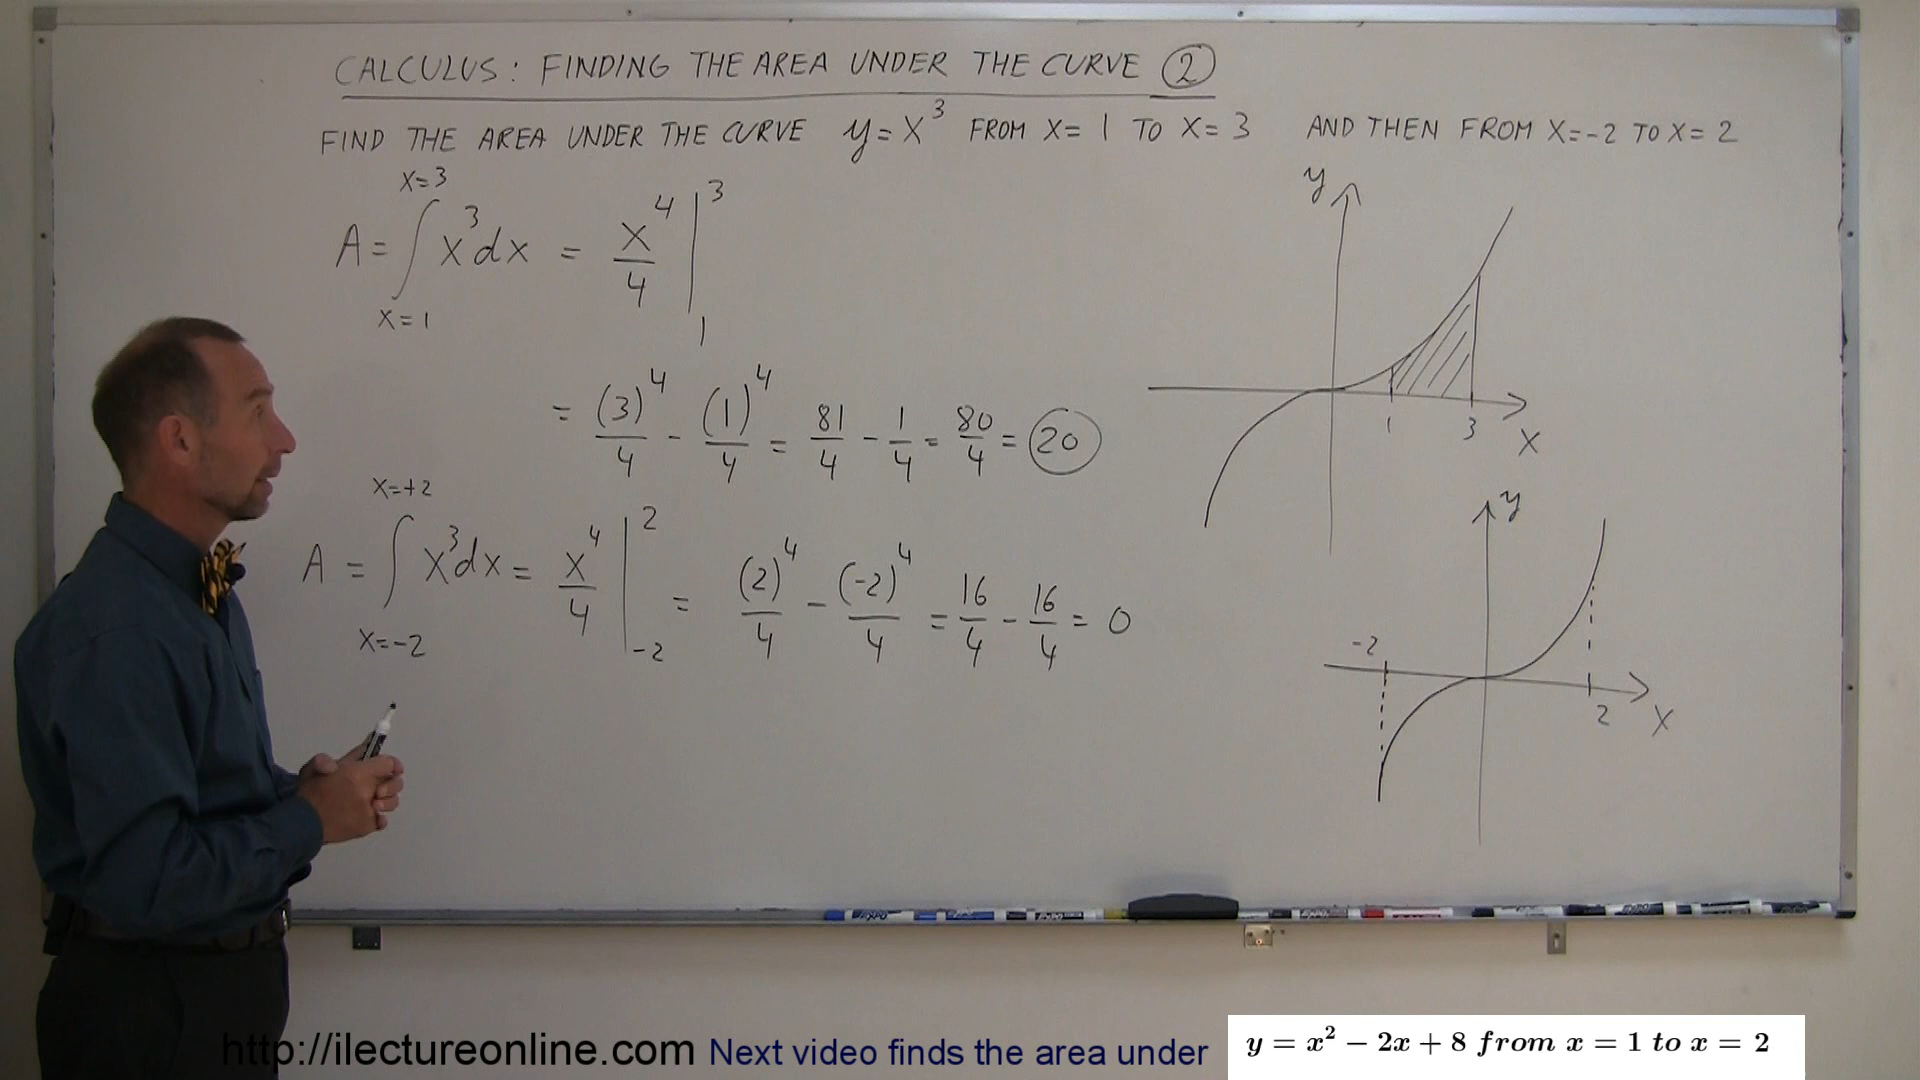 CALCULUS: FINDING THE AREA UNDER THE CURVE ②
FIND THE AREA UNDER THE CURVE y=x³ FROM X=1 TO X=3 AND THEN FROM X=-2 TO X=2
x=3
A=∫x³dx = x⁴/4 |³₁
x=1
= (3)⁴/4 - (1)⁴/4 = 81/4 - 1/4 = 80/4 = 20
x=+2
A=∫x³dx = x⁴/4 |²₋₂ = (2)⁴/4 - (-2)⁴/4 = 16/4 - 16/4 = 0
x=-2
y
1 3 X
y
-2
2 X
EXPO EXPO EXPO
http://ilectureonline.com Next video finds the area under y = x² − 2x + 8 from x = 1 to x = 2